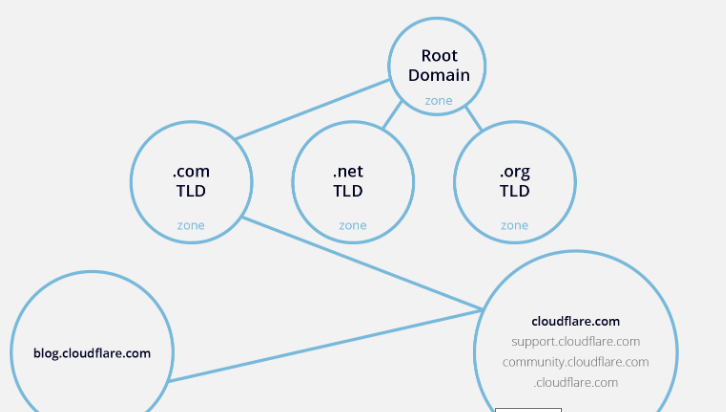 Root
Domain
zone
.com
TLD
zone
.net
TLD
zone
.org
TLD
zone
blog.cloudflare.com
cloudflare.com
support.cloudflare.com
community.cloudflare.com
.cloudflare.com